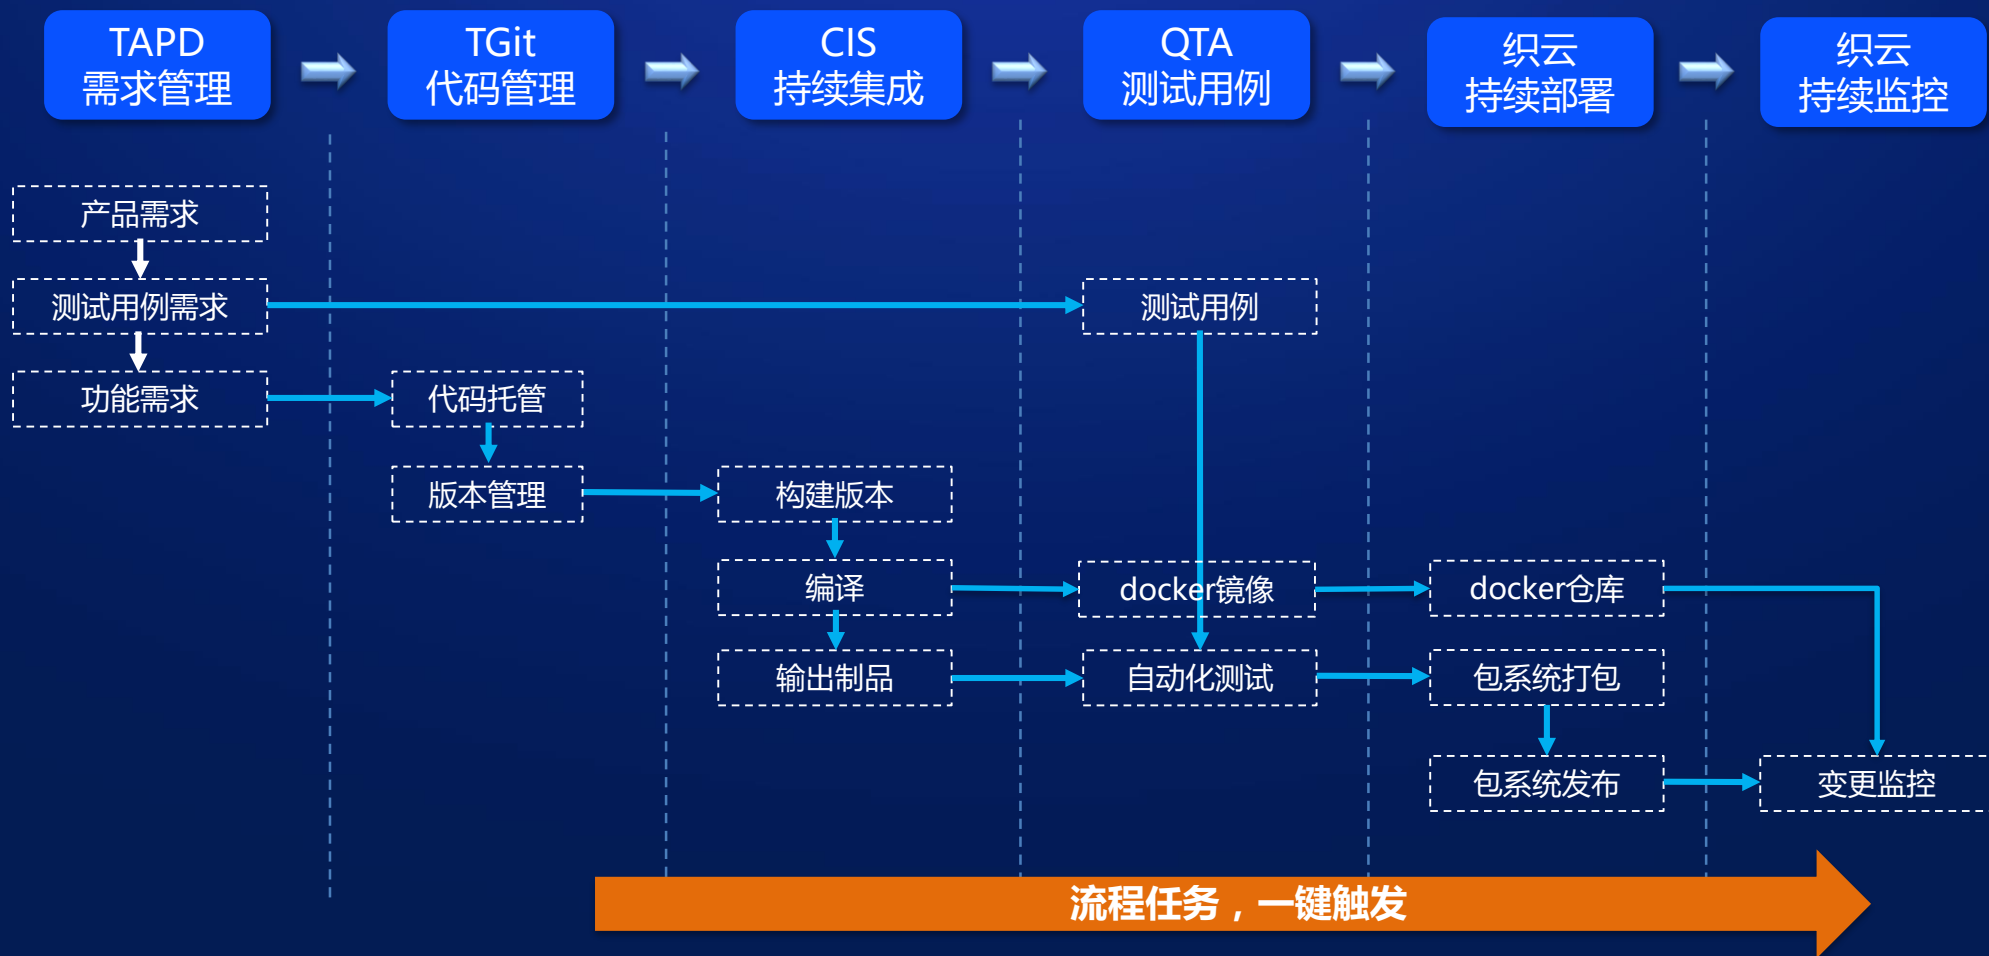 TAPD
需求管理
TGit
代码管理
CIS
持续集成
QTA
测试用例
织云
持续部署
织云
持续监控
产品需求
测试用例需求
测试用例
功能需求
代码托管
版本管理
构建版本
编译
docker镜像
docker仓库
输出制品
自动化测试
包系统打包
包系统发布
变更监控
流程任务，一键触发